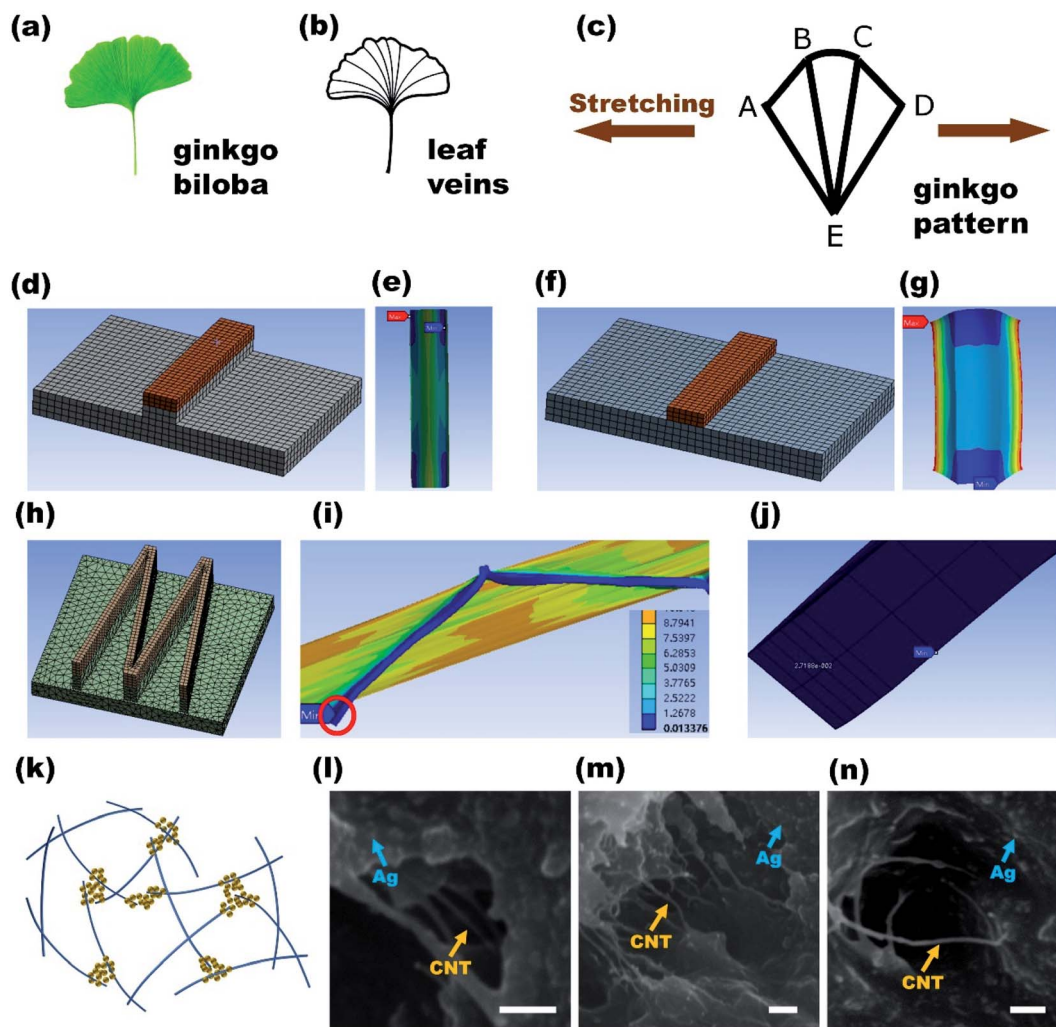 (a)
ginkgo
biloba
(b)
leaf
veins
(c)
B C
Stretching
A D
E
ginkgo
pattern
(d)
(e)
Max
Min
(f)
(g)
Max
Min
(h)
(i)
Min
8.7941
7.5397
6.2853
5.0309
3.7765
2.5222
1.2678
0.013376
(j)
2.7188e-002
Min
(k)
(l)
Ag
CNT
(m)
Ag
CNT
(n)
Ag
CNT